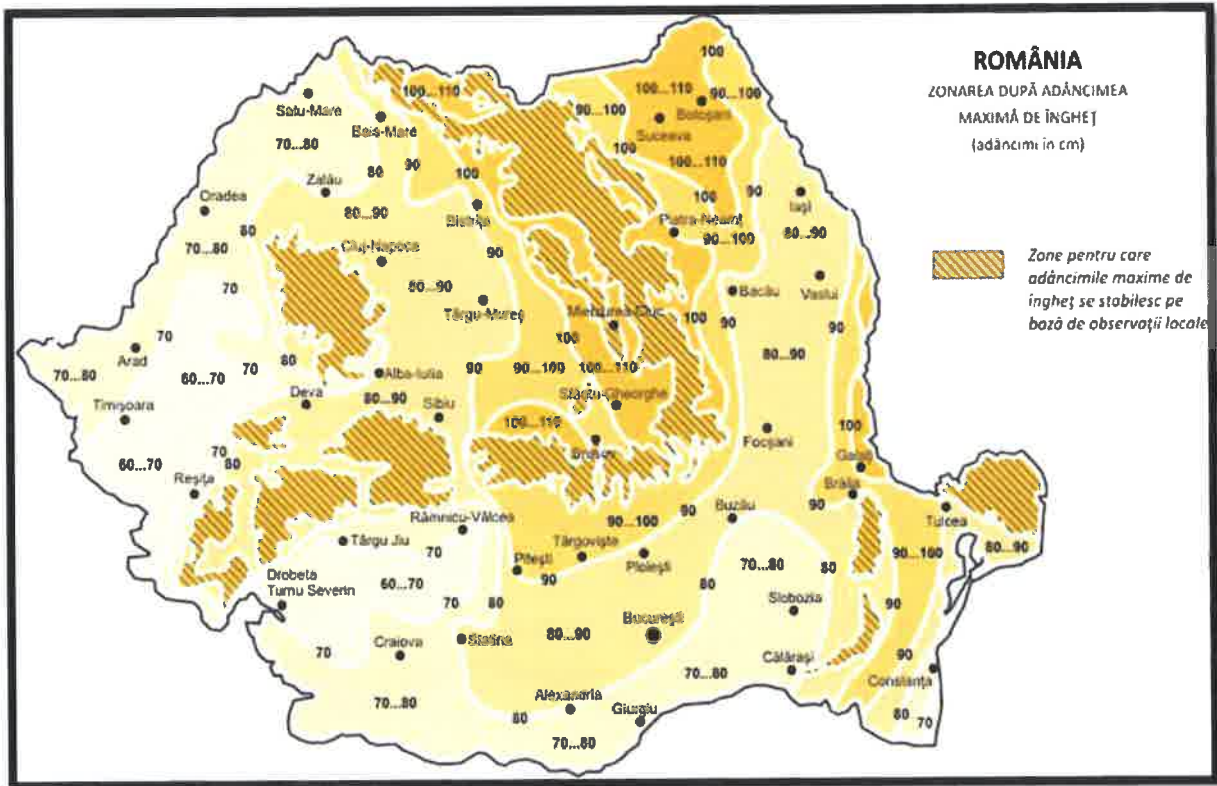 ROMÂNIA
ZONAREA DUPĂ ADÂNCIMEA
MAXIMĂ DE ÎNGHEȚ
(adâncimi în cm)
Zone pentru care
adâncimile maxime de
îngheț se stabilesc pe
bază de observații locale
100
100...110
100...110
90...100
Satu-Mare
Botoșani
90...100
Baia-Mare
Suceava
70...80
100
100...110
80
90
100
90
Zalău
100
Iași
Oradea
80...90
Bistrița
80
Piatra-Neamț
80...90
70...80
Cluj-Napoca
90
90...100
70
80...90
Bacău
Vaslui
Târgu-Mureș
Miercurea-Ciuc
100
90
90
70
Arad
100
80...90
70...80
60...70
70
80
Alba-Iulia
90
90...100
100...110
Timișoara
Deva
80...90
Sibiu
Sfântu-Gheorghe
100...110
Focșani
100
70
Brașov
60...70
80
Galați
Reșița
Brăila
Râmnicu-Vâlcea
90...100
90
Buzău
90
Tulcea
Târgu Jiu
70
Târgoviște
Pitești
Ploiești
90...100
80...90
90
70...80
80
Drobeta
Turnu Severin
60...70
80
70
80
Slobozia
90
București
Slatina
80...90
70
Craiova
90
70...80
Călărași
Constanța
70...80
Alexandria
80
Giurgiu
80
70
70...80